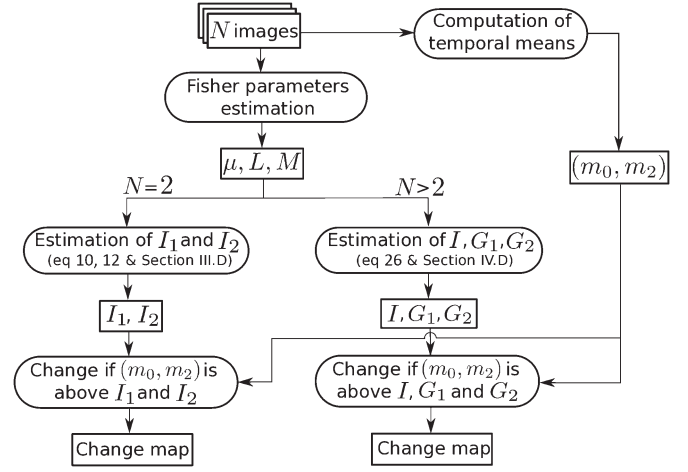 N images
Computation of
temporal means
Fisher parameters
estimation
μ, L, M
(m₀, m₂)
N=2
N>2
Estimation of I₁ and I₂
(eq 10, 12 & Section III.D)
Estimation of I, G₁, G₂
(eq 26 & Section IV.D)
I₁, I₂
I, G₁, G₂
Change if (m₀, m₂) is
above I₁ and I₂
Change if (m₀, m₂) is
above I, G₁ and G₂
Change map
Change map